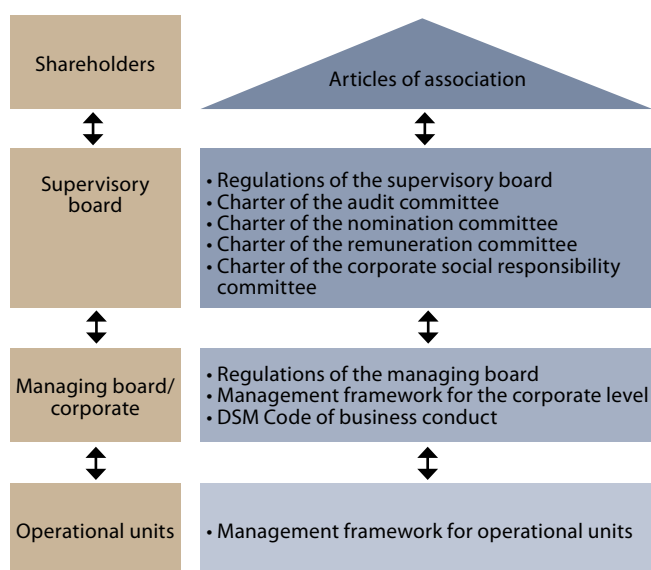 Shareholders
Articles of association
Supervisory
board
• Regulations of the supervisory board
• Charter of the audit committee
• Charter of the nomination committee
• Charter of the remuneration committee
• Charter of the corporate social responsibility
committee
Managing board/
corporate
• Regulations of the managing board
• Management framework for the corporate level
• DSM Code of business conduct
Operational units
• Management framework for operational units